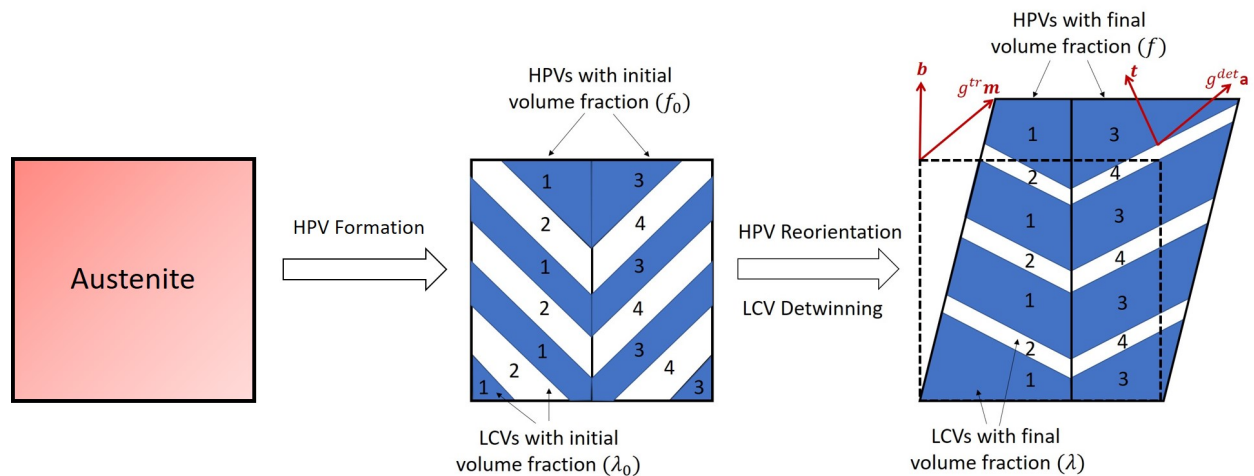 Austenite
HPV Formation
HPVs with initial
volume fraction (f₀)
1
3
2
4
1
3
2
4
1
3
2
4
1
3
LCVs with initial
volume fraction (λ₀)
HPV Reorientation
LCV Detwinning
HPVs with final
volume fraction (f)
b
gᵗʳm
t
gᵈᵉᵗa
1
3
2
4
1
3
2
4
1
3
2
4
1
3
LCVs with final
volume fraction (λ)